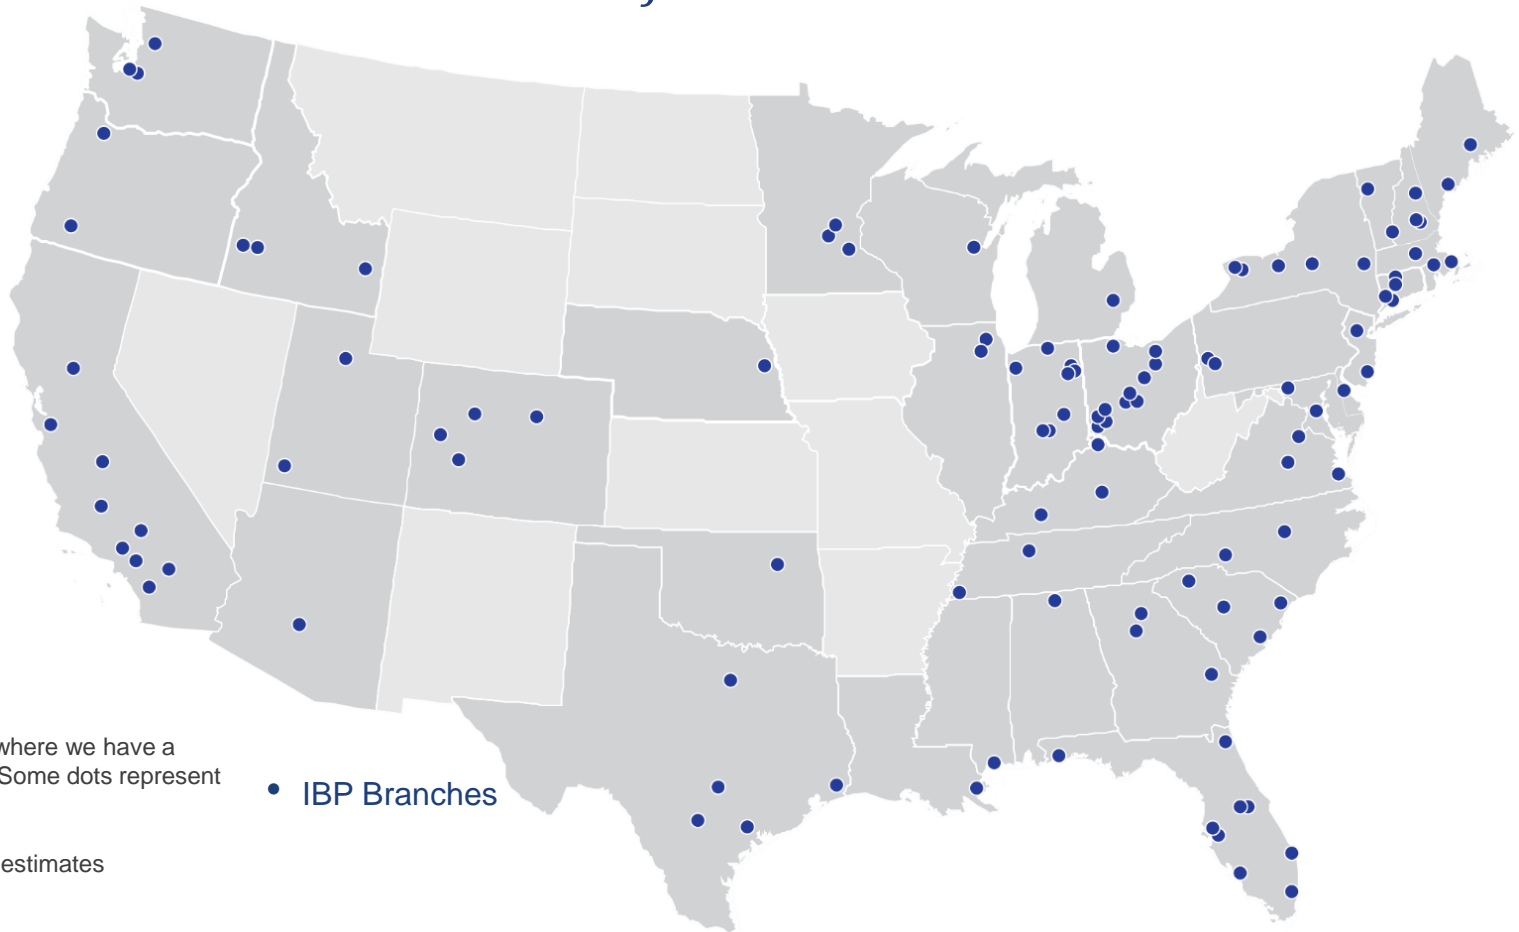 where we have a
Some dots represent
• IBP Branches
estimates